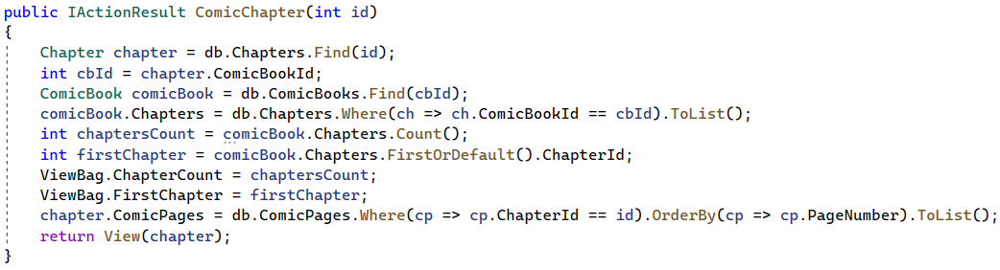 public IActionResult ComicChapter(int id)
{
    Chapter chapter = db.Chapters.Find(id);
    int cbId = chapter.ComicBookId;
    ComicBook comicBook = db.ComicBooks.Find(cbId);
    comicBook.Chapters = db.Chapters.Where(ch => ch.ComicBookId == cbId).ToList();
    int chaptersCount = comicBook.Chapters.Count();
    int firstChapter = comicBook.Chapters.FirstOrDefault().ChapterId;
    ViewBag.ChapterCount = chaptersCount;
    ViewBag.FirstChapter = firstChapter;
    chapter.ComicPages = db.ComicPages.Where(cp => cp.ChapterId == id).OrderBy(cp => cp.PageNumber).ToList();
    return View(chapter);
}